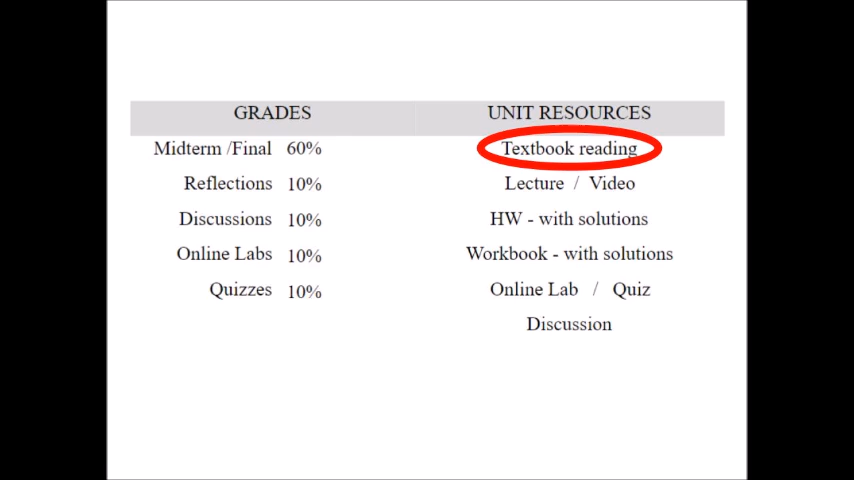 GRADES UNIT RESOURCES
Midterm /Final 60% Textbook reading
Reflections 10% Lecture / Video
Discussions 10% HW - with solutions
Online Labs 10% Workbook - with solutions
Quizzes 10% Online Lab / Quiz
Discussion